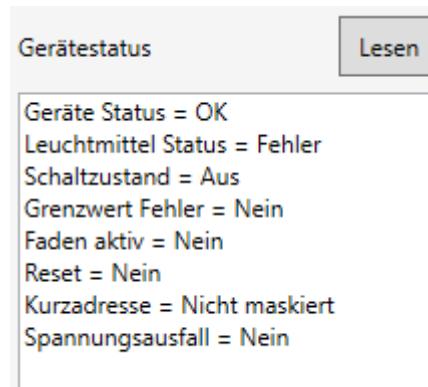 Gerätestatus
Lesen
Geräte Status = OK
Leuchtmittel Status = Fehler
Schaltzustand = Aus
Grenzwert Fehler = Nein
Faden aktiv = Nein
Reset = Nein
Kurzadresse = Nicht maskiert
Spannungsausfall = Nein